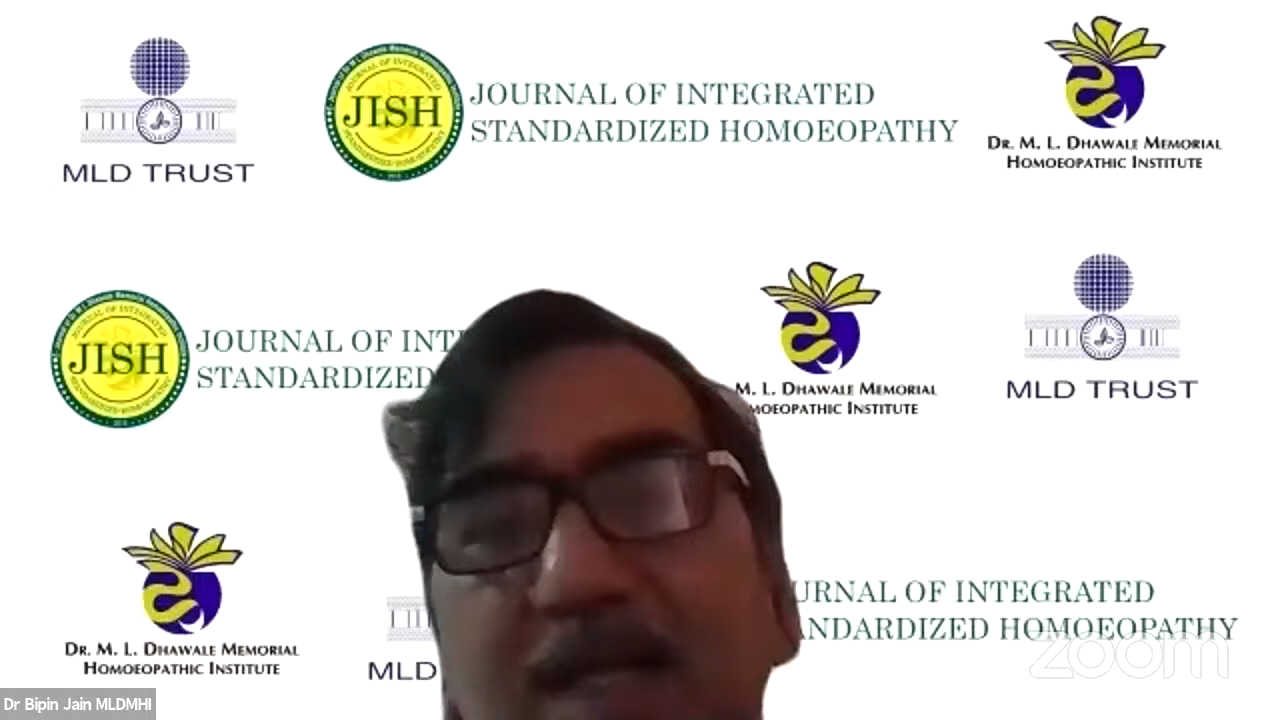 JISH
JOURNAL OF INTEGRATED
STANDARDIZED HOMOEOPATHY
MLD TRUST
DR. M. L. DHAWALE MEMORIAL
HOMOEOPATHIC INSTITUTE
JISH
JOURNAL OF INT
STANDARDIZED
M. L. DHAWALE MEMORIAL
MOEOPATHIC INSTITUTE
MLD TRUST
DR. M. L. DHAWALE MEMORIAL
HOMOEOPATHIC INSTITUTE
MLD
URNAL OF INTEGRATED
ANDARDIZED HOMOEOPATHY
zoom
Dr Bipin Jain MLDMHI